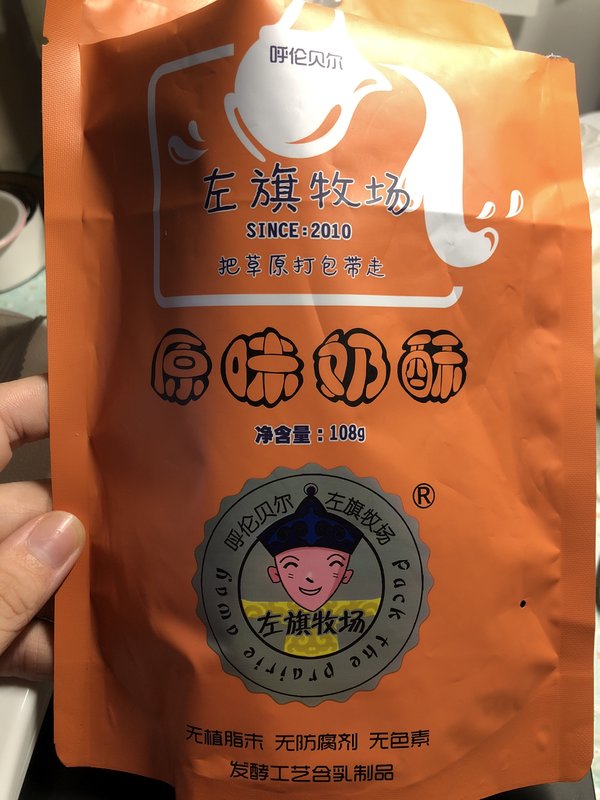 呼伦贝尔
左旗牧场
SINCE:2010
把草原打包带走
原味奶酥
净含量：108g
®
呼伦贝尔 左旗牧场
pack the prairie away
左旗牧场
无植脂末 无防腐剂 无色素
发酵工艺含乳制品